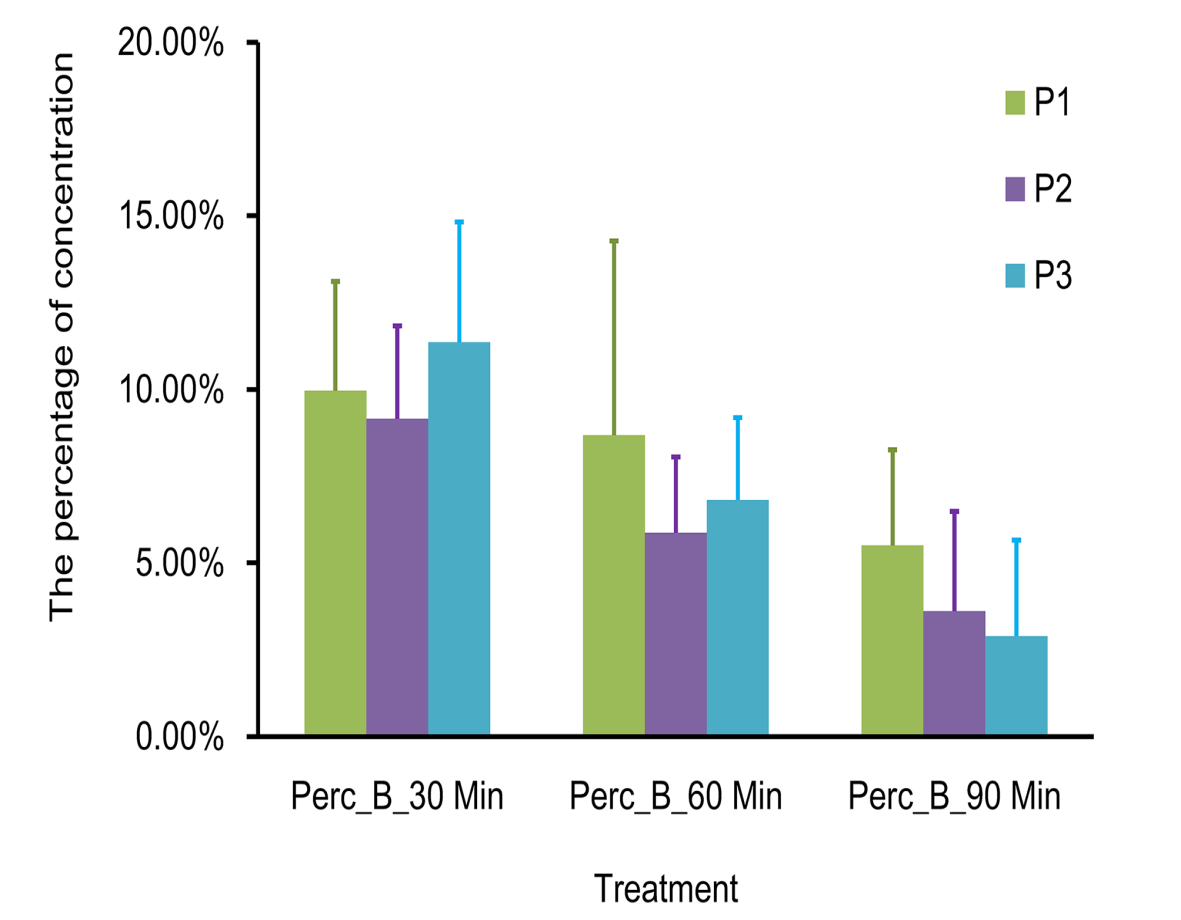 The percentage of concentration
20.00%
15.00%
10.00%
5.00%
0.00%
P1
P2
P3
Perc_B_30 Min
Perc_B_60 Min
Perc_B_90 Min
Treatment